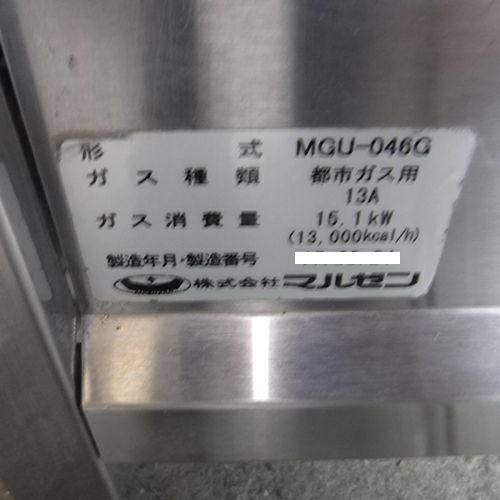 形式 MGU-046G
ガス種類 都市ガス用
13A
ガス消費量 15.1kW
(13,000kcal/h)
製造年月・製造番号
株式会社マルゼン